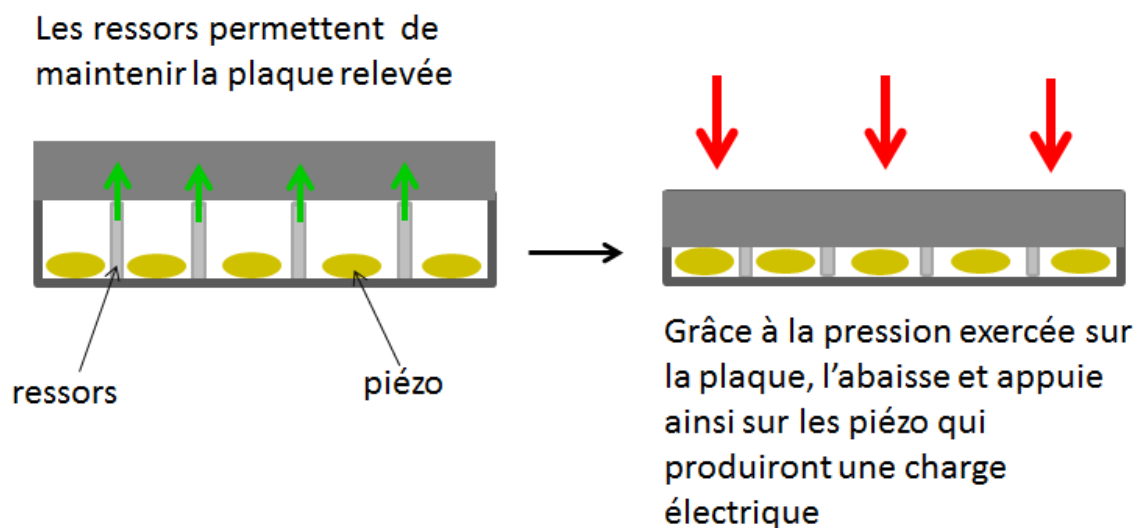 Les ressors permettent de
maintenir la plaque relevée
ressors
piézo
Grâce à la pression exercée sur
la plaque, l’abaisse et appuie
ainsi sur les piézo qui
produiront une charge
électrique